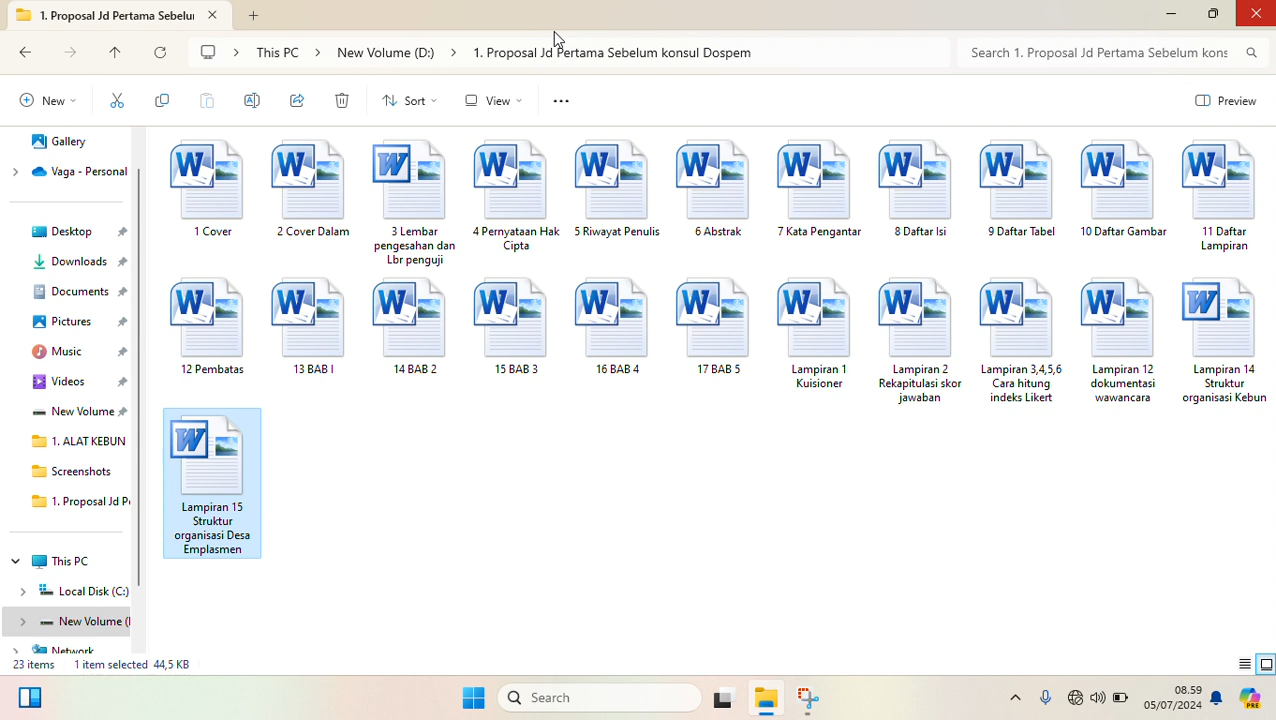 1. Proposal Jd Pertama Sebelur
This PC
New Volume (D:)
1. Proposal Jd Pertama Sebelum konsul Dospem
Search 1. Proposal Jd Pertama Sebelum kons
New
Sort
View
Preview
Gallery
Vaga - Personal
Desktop
Downloads
Documents
Pictures
Music
Videos
New Volume
1. ALAT KEBUN
Screenshots
1. Proposal Jd Pe
This PC
Local Disk (C:)
New Volume (
Network
1 Cover
2 Cover Dalam
3 Lembar
pengesahan dan
Lbr penguji
4 Pernyataan Hak
Cipta
5 Riwayat Penulis
6 Abstrak
7 Kata Pengantar
8 Daftar Isi
9 Daftar Tabel
10 Daftar Gambar
11 Daftar
Lampiran
12 Pembatas
13 BAB I
14 BAB 2
15 BAB 3
16 BAB 4
17 BAB 5
Lampiran 1
Kuisioner
Lampiran 2
Rekapitulasi skor
jawaban
Lampiran 3,4,5,6
Cara hitung
indeks Likert
Lampiran 12
dokumentasi
wawancara
Lampiran 14
Struktur
organisasi Kebun
Lampiran 15
Struktur
organisasi Desa
Emplasmen
23 items
1 item selected 44,5 KB
Search
08.59
05/07/2024
PRE